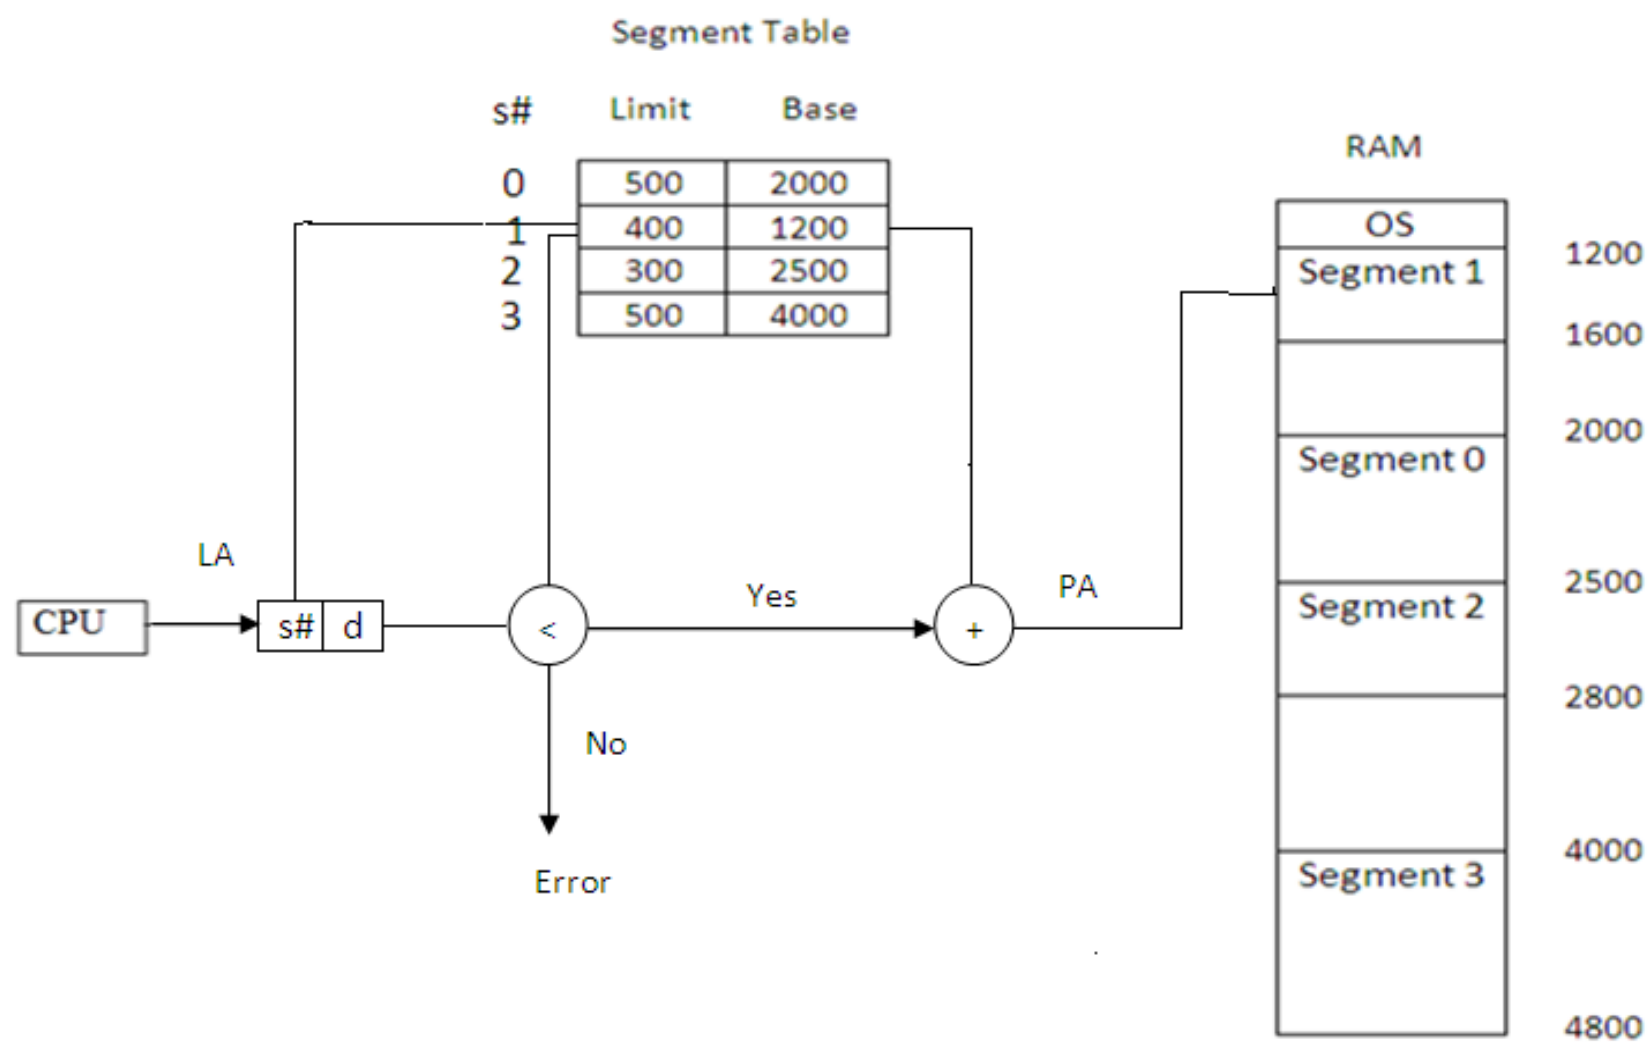 Segment Table
s# Limit Base
0 500 2000
1 400 1200
2 300 2500
3 500 4000
RAM
OS
1200
Segment 1
1600
2000
Segment 0
2500
Segment 2
2800
4000
Segment 3
4800
LA
CPU
s# d
<
Yes
+
PA
No
Error